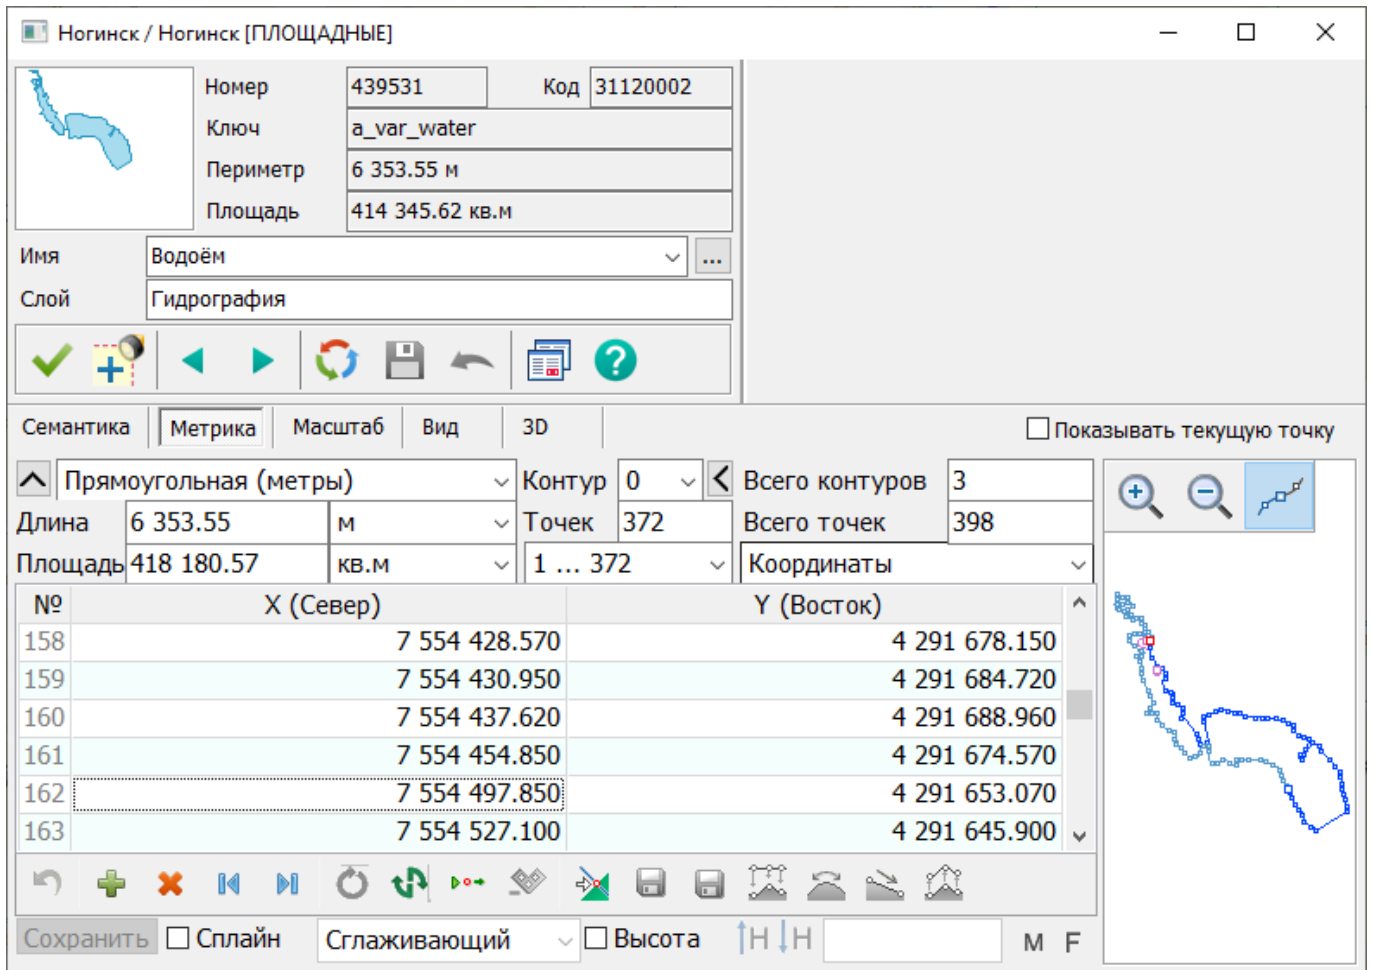 Ногинск / Ногинск [ПЛОЩАДНЫЕ]
Номер 439531 Код 31120002
Ключ a_var_water
Периметр 6 353.55 м
Площадь 414 345.62 кв.м
Имя Водоём ...
Слой Гидрография
Семантика Метрика Масштаб Вид 3D Показывать текущую точку
Прямоугольная (метры) Контур 0 Всего контуров 3
Длина 6 353.55 м Точек 372 Всего точек 398
Площадь 418 180.57 кв.м 1 ... 372 Координаты
№ X (Север) Y (Восток)
158 7 554 428.570 4 291 678.150
159 7 554 430.950 4 291 684.720
160 7 554 437.620 4 291 688.960
161 7 554 454.850 4 291 674.570
162 7 554 497.850 4 291 653.070
163 7 554 527.100 4 291 645.900
Сохранить Сплайн Сглаживающий Высота H H M F